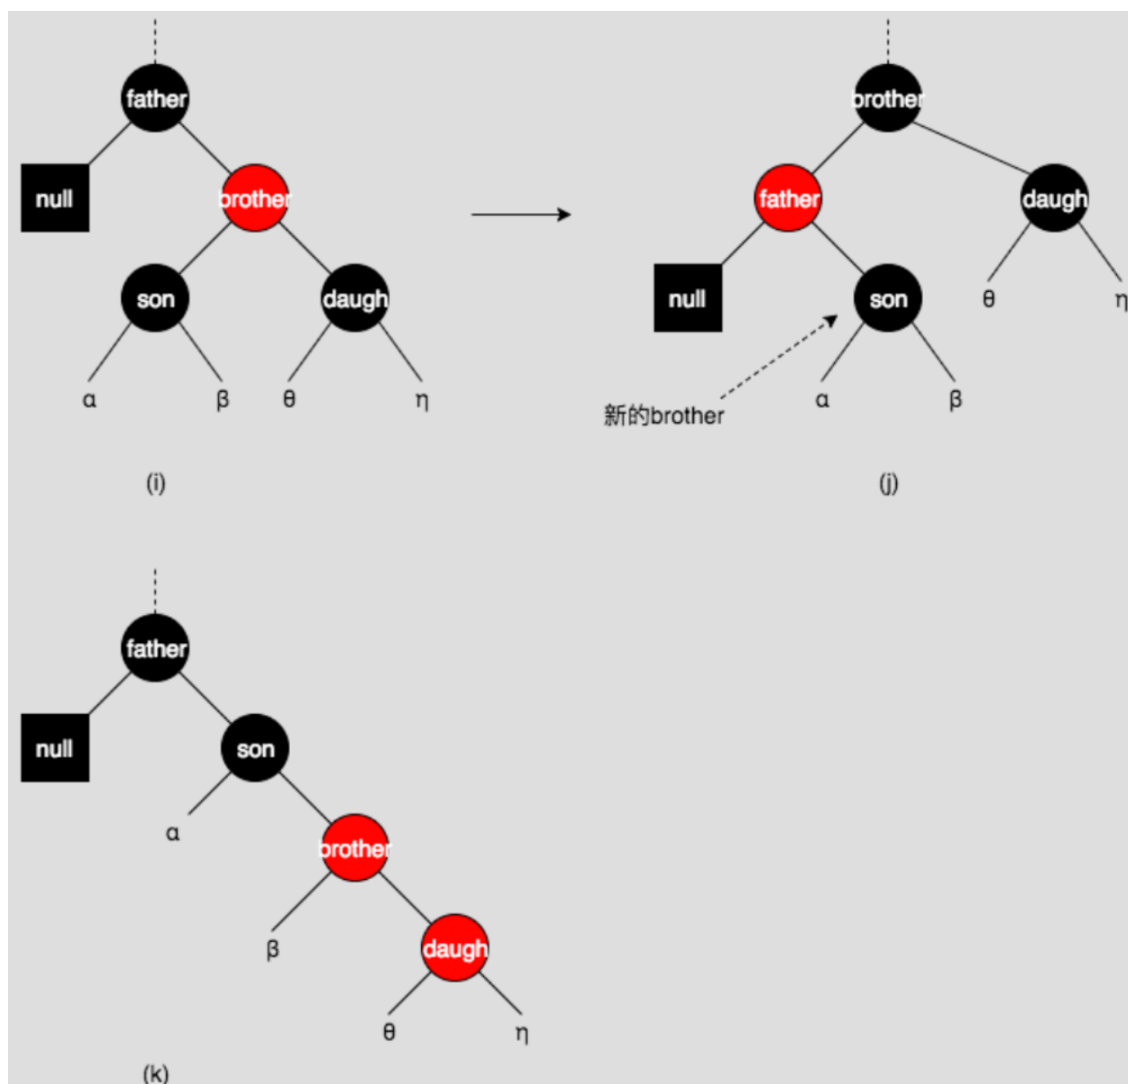 father
null
brother
son
daugh
α
β
θ
η
(i)
brother
father
daugh
null
son
θ
η
α
β
新的brother
(j)
father
null
son
α
brother
β
daugh
θ
η
(k)